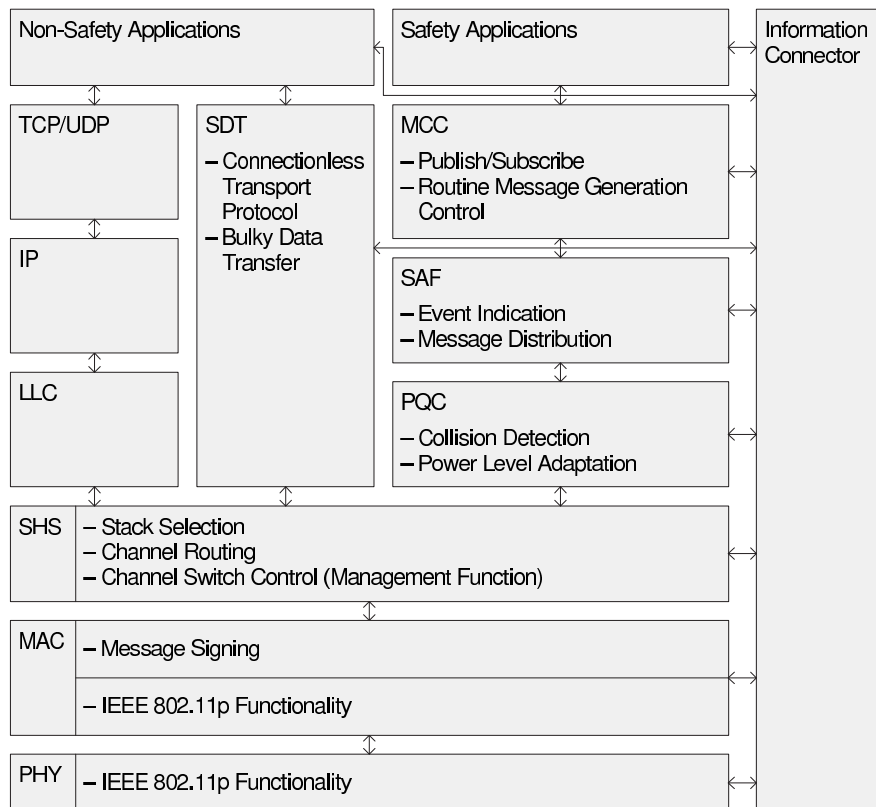 Non-Safety Applications
Safety Applications
Information
Connector
TCP/UDP
SDT
– Connectionless
Transport
Protocol
– Bulky Data
Transfer
MCC
– Publish/Subscribe
– Routine Message Generation
Control
IP
SAF
– Event Indication
– Message Distribution
LLC
PQC
– Collision Detection
– Power Level Adaptation
SHS
– Stack Selection
– Channel Routing
– Channel Switch Control (Management Function)
MAC
– Message Signing
– IEEE 802.11p Functionality
PHY
– IEEE 802.11p Functionality